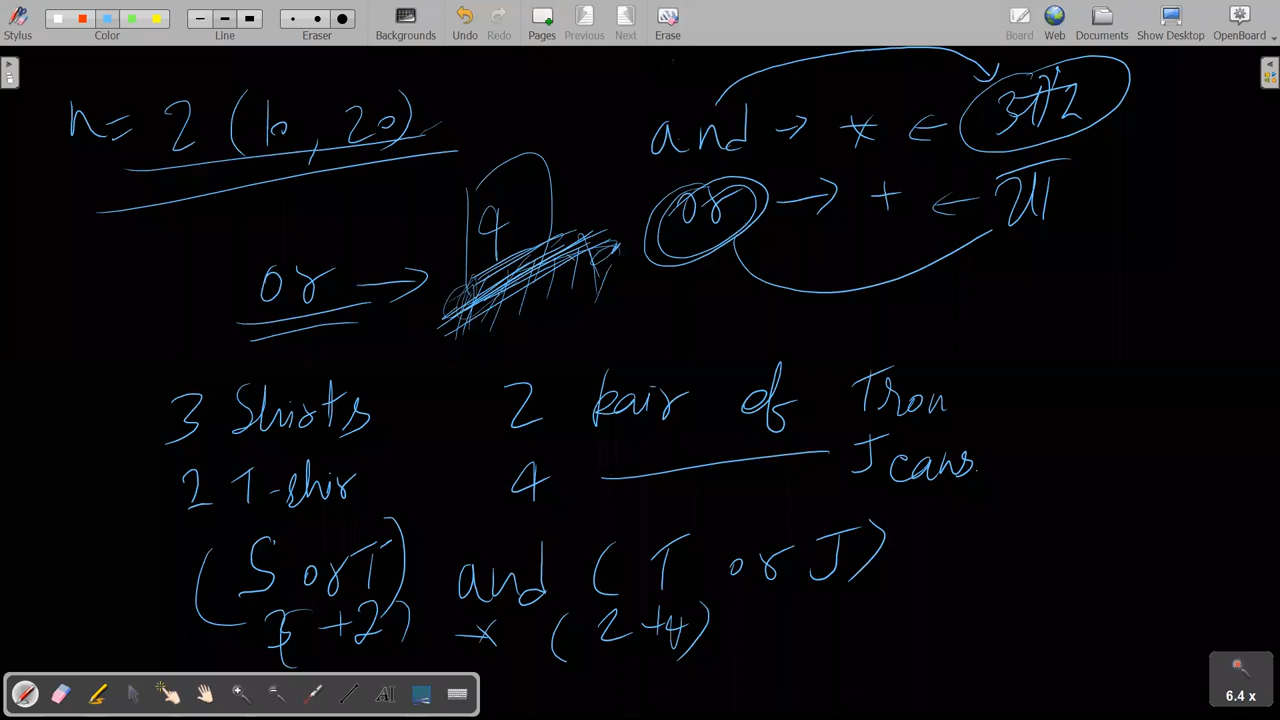 Stylus Color Line Eraser Backgrounds Undo Redo Pages Previous Next Erase Board Web Documents Show Desktop OpenBoard
n = 2 (10, 20)
and → * ←
or → + ←
or → 9
3 Shirts 2 pair of Trou
2 T-shir 4 Jeans
(S or T) and (T or J)
(3 + 2) * (2 + 4)
6.4 x